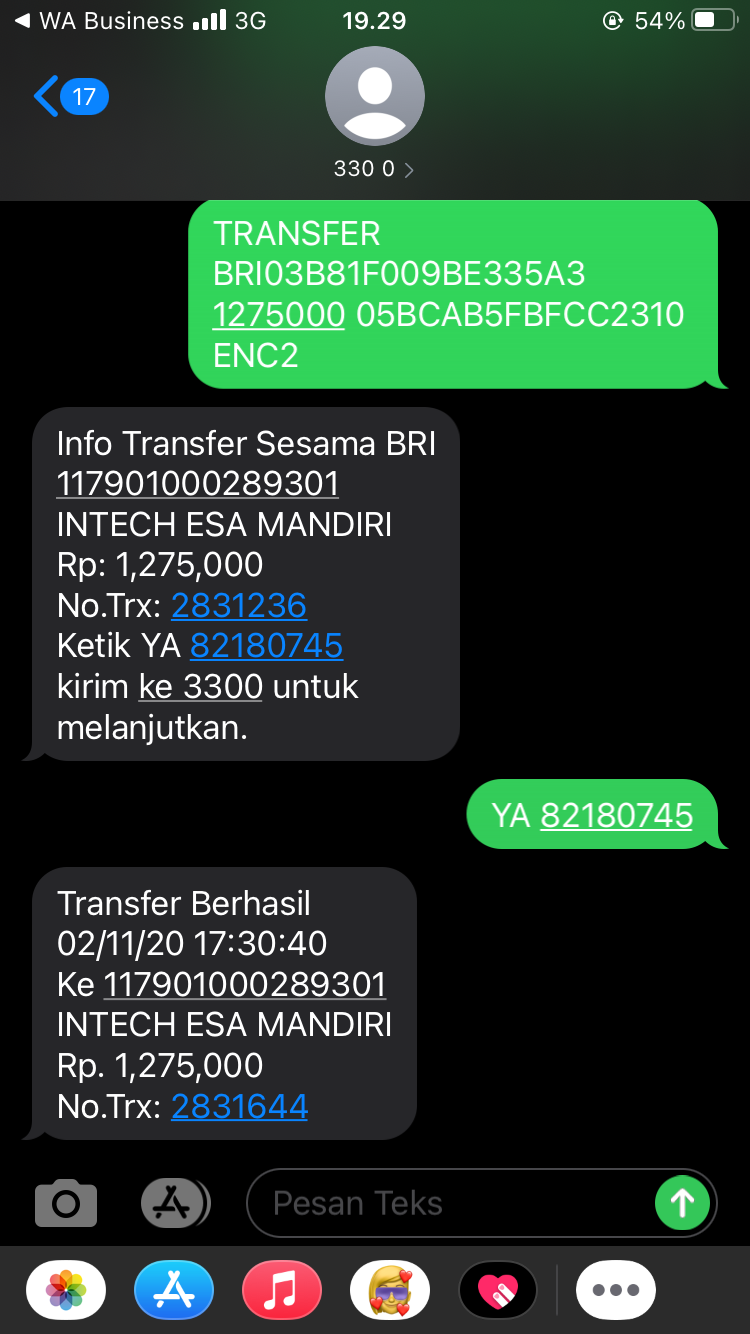 WA Business 3G 19.29 54%
17
330 0
TRANSFER
BRI03B81F009BE335A3
1275000 05BCAB5FBFCC2310
ENC2
Info Transfer Sesama BRI
117901000289301
INTECH ESA MANDIRI
Rp: 1,275,000
No.Trx: 2831236
Ketik YA 82180745
kirim ke 3300 untuk
melanjutkan.
YA 82180745
Transfer Berhasil
02/11/20 17:30:40
Ke 117901000289301
INTECH ESA MANDIRI
Rp. 1,275,000
No.Trx: 2831644
Pesan Teks